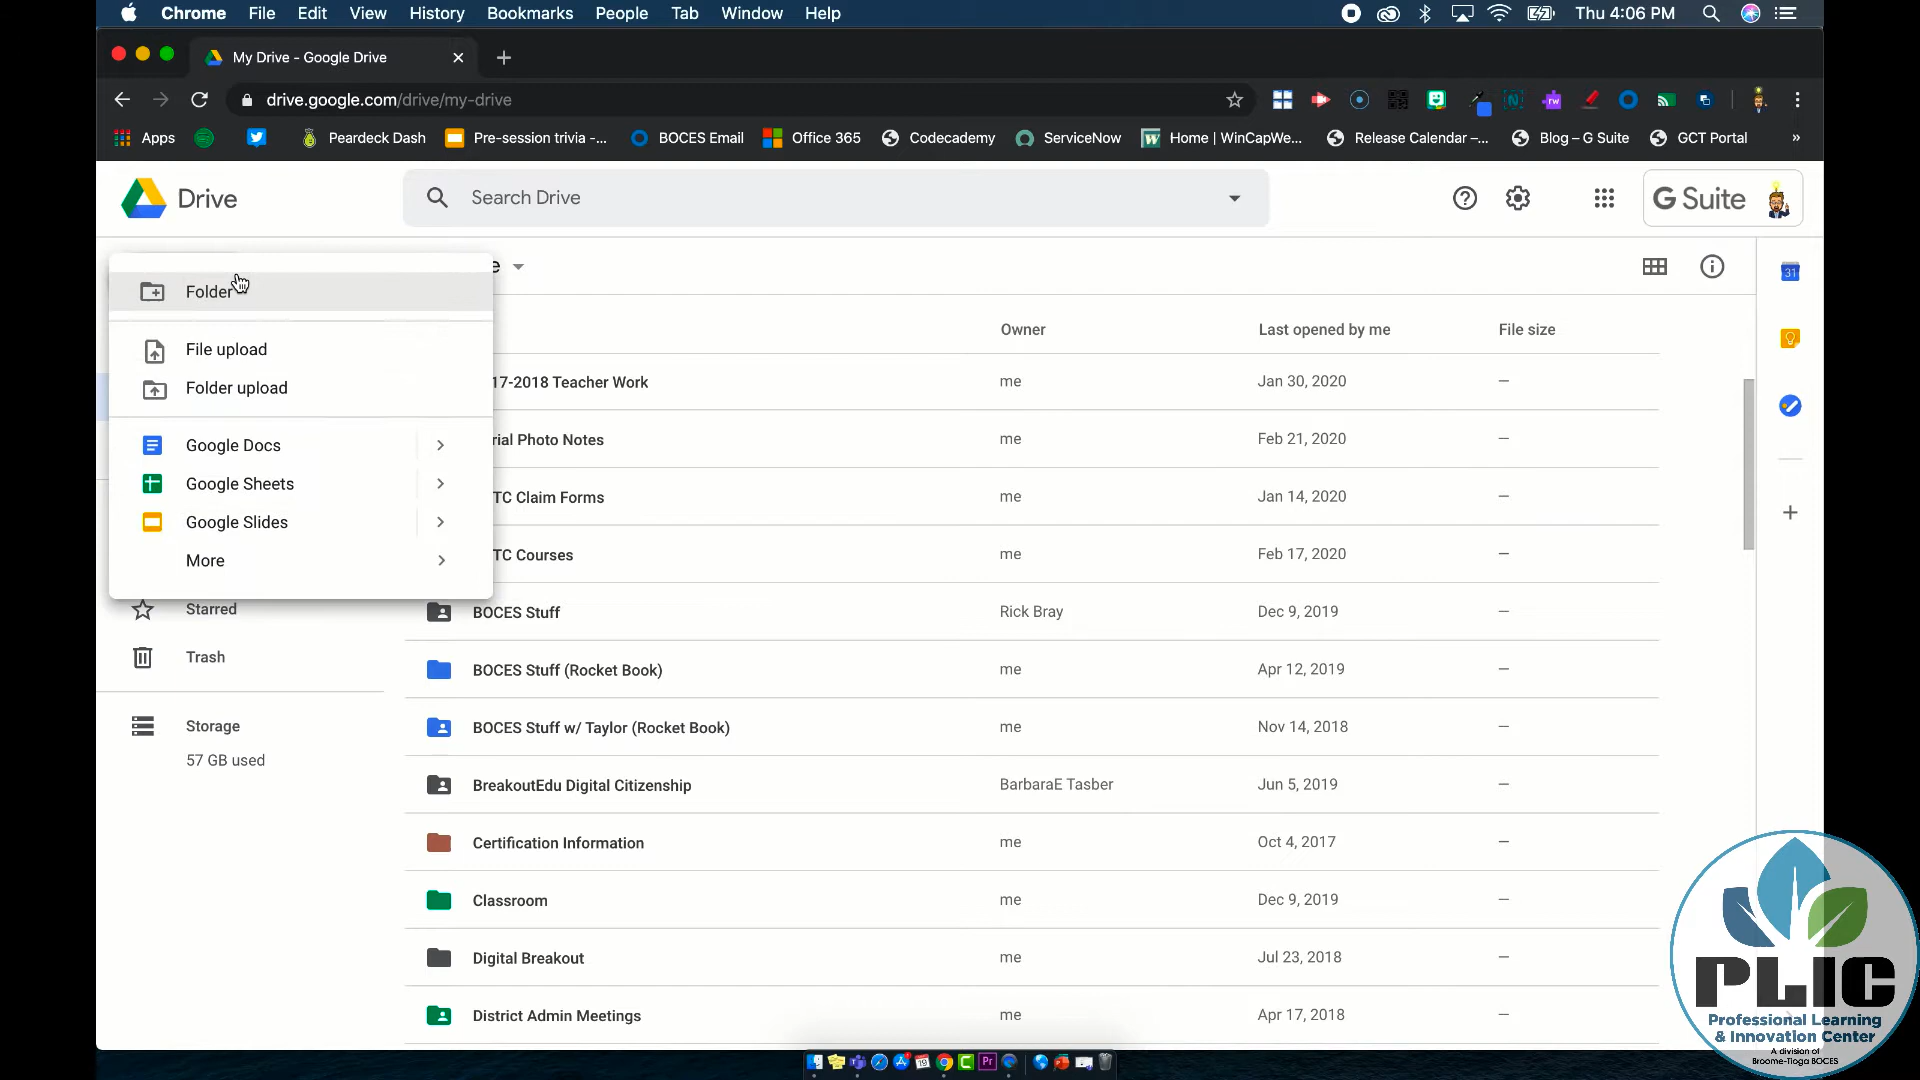 Chrome File Edit View History Bookmarks People Tab Window Help Thu 4:06 PM
My Drive - Google Drive
drive.google.com/drive/my-drive
Apps Peardeck Dash Pre-session trivia -... BOCES Email Office 365 Codecademy ServiceNow Home | WinCapWe... Release Calendar –... Blog – G Suite GCT Portal »
Drive Search Drive G Suite
Folder
File upload
Folder upload
Google Docs
Google Sheets
Google Slides
More
Starred
Trash
Storage
57 GB used
e
Owner Last opened by me File size
17-2018 Teacher Work me Jan 30, 2020 –
rial Photo Notes me Feb 21, 2020 –
TC Claim Forms me Jan 14, 2020 –
TC Courses me Feb 17, 2020 –
BOCES Stuff Rick Bray Dec 9, 2019 –
BOCES Stuff (Rocket Book) me Apr 12, 2019 –
BOCES Stuff w/ Taylor (Rocket Book) me Nov 14, 2018 –
BreakoutEdu Digital Citizenship BarbaraE Tasber Jun 5, 2019 –
Certification Information me Oct 4, 2017 –
Classroom me Dec 9, 2019 –
Digital Breakout me Jul 23, 2018 –
District Admin Meetings me Apr 17, 2018 –
31
rw
Pr
PLIC
Professional Learning
& Innovation Center
A division of
Broome-Tioga BOCES